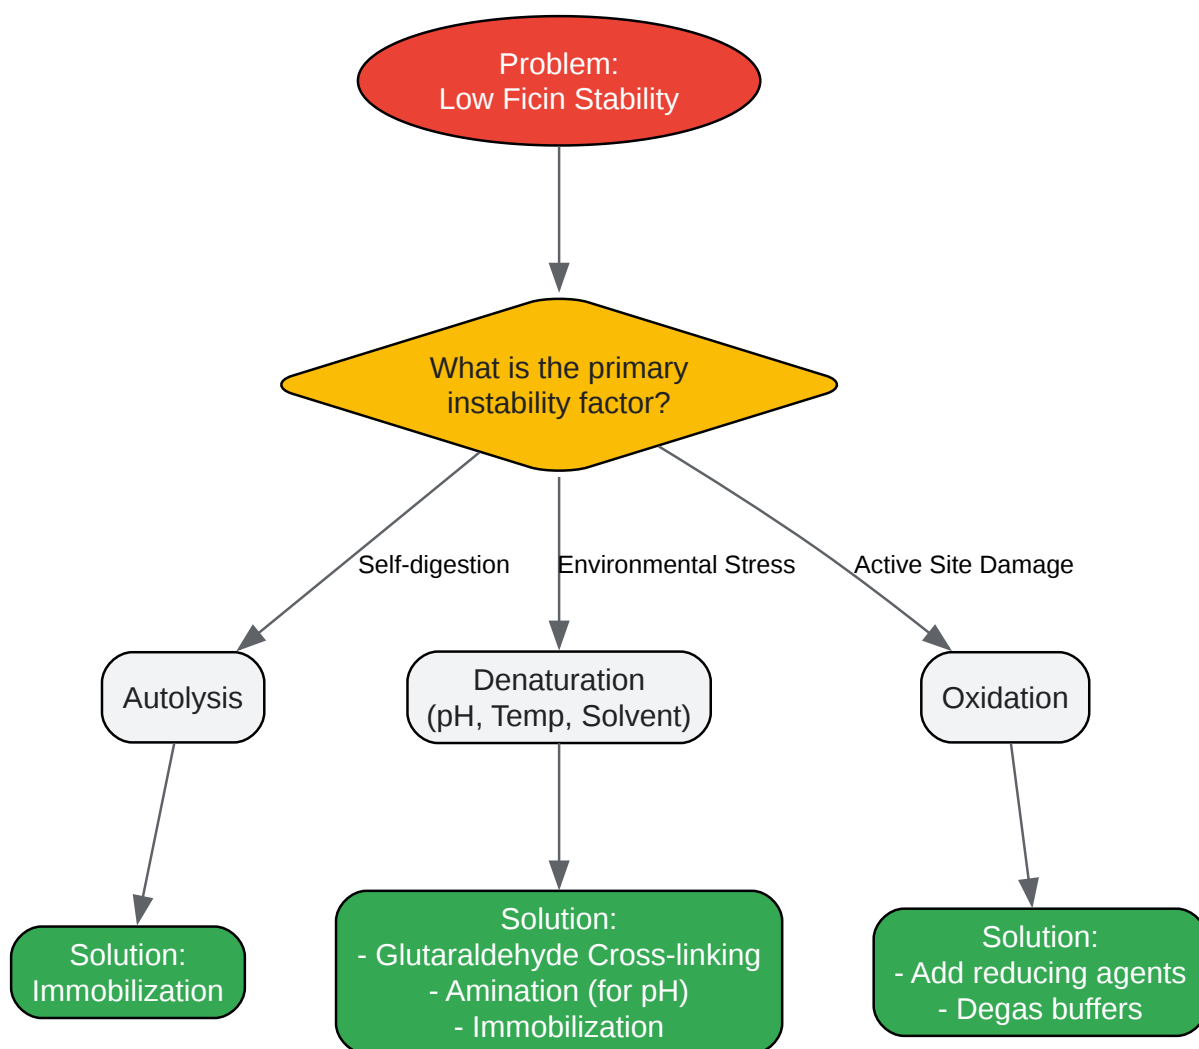 Problem:
Low Ficin Stability
What is the primary
instability factor?
Self-digestion
Environmental Stress
Active Site Damage
Autolysis
Denaturation
(pH, Temp, Solvent)
Oxidation
Solution:
Immobilization
Solution:
- Glutaraldehyde Cross-linking
- Amination (for pH)
- Immobilization
Solution:
- Add reducing agents
- Degas buffers